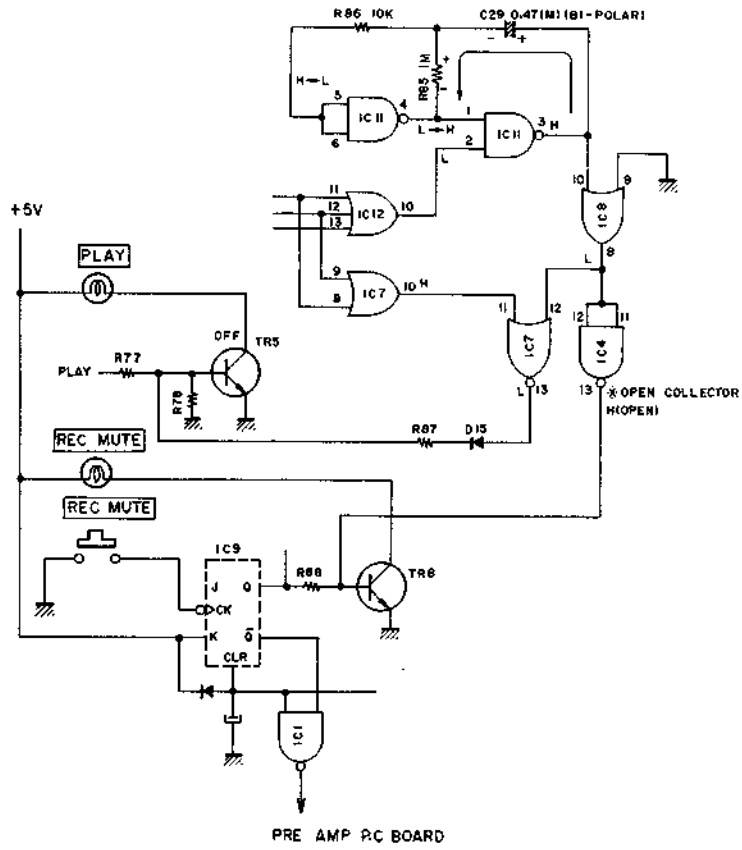 R86 10K
C29 0.47(M)(BI-POLAR)
- +
H→L
R85 1M
+
-
5
6
IC11
4
L→H
1
2
IC11
3 H
L
11
12
13
IC12
10
10
9
IC8
8
L
+5V
PLAY
9
8
IC7
10 H
11
12
IC7
L 13
12
11
IC4
13
※OPEN COLLECTOR
H(OPEN)
OFF
TR5
PLAY
R77
R78
R87
D15
REC MUTE
REC MUTE
IC9
J Q
CK
K Q̅
CLR
R88
TR6
IC1
PRE AMP P.C BOARD